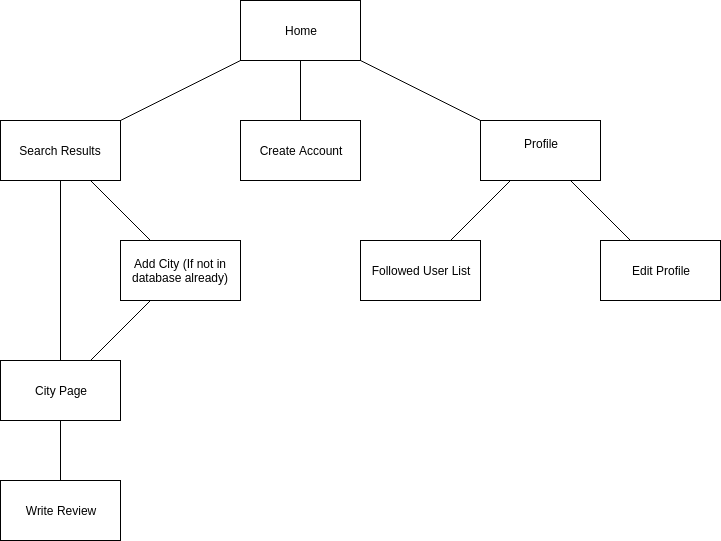 Home
Search Results
Create Account
Profile
Add City (If not in
database already)
Followed User List
Edit Profile
City Page
Write Review